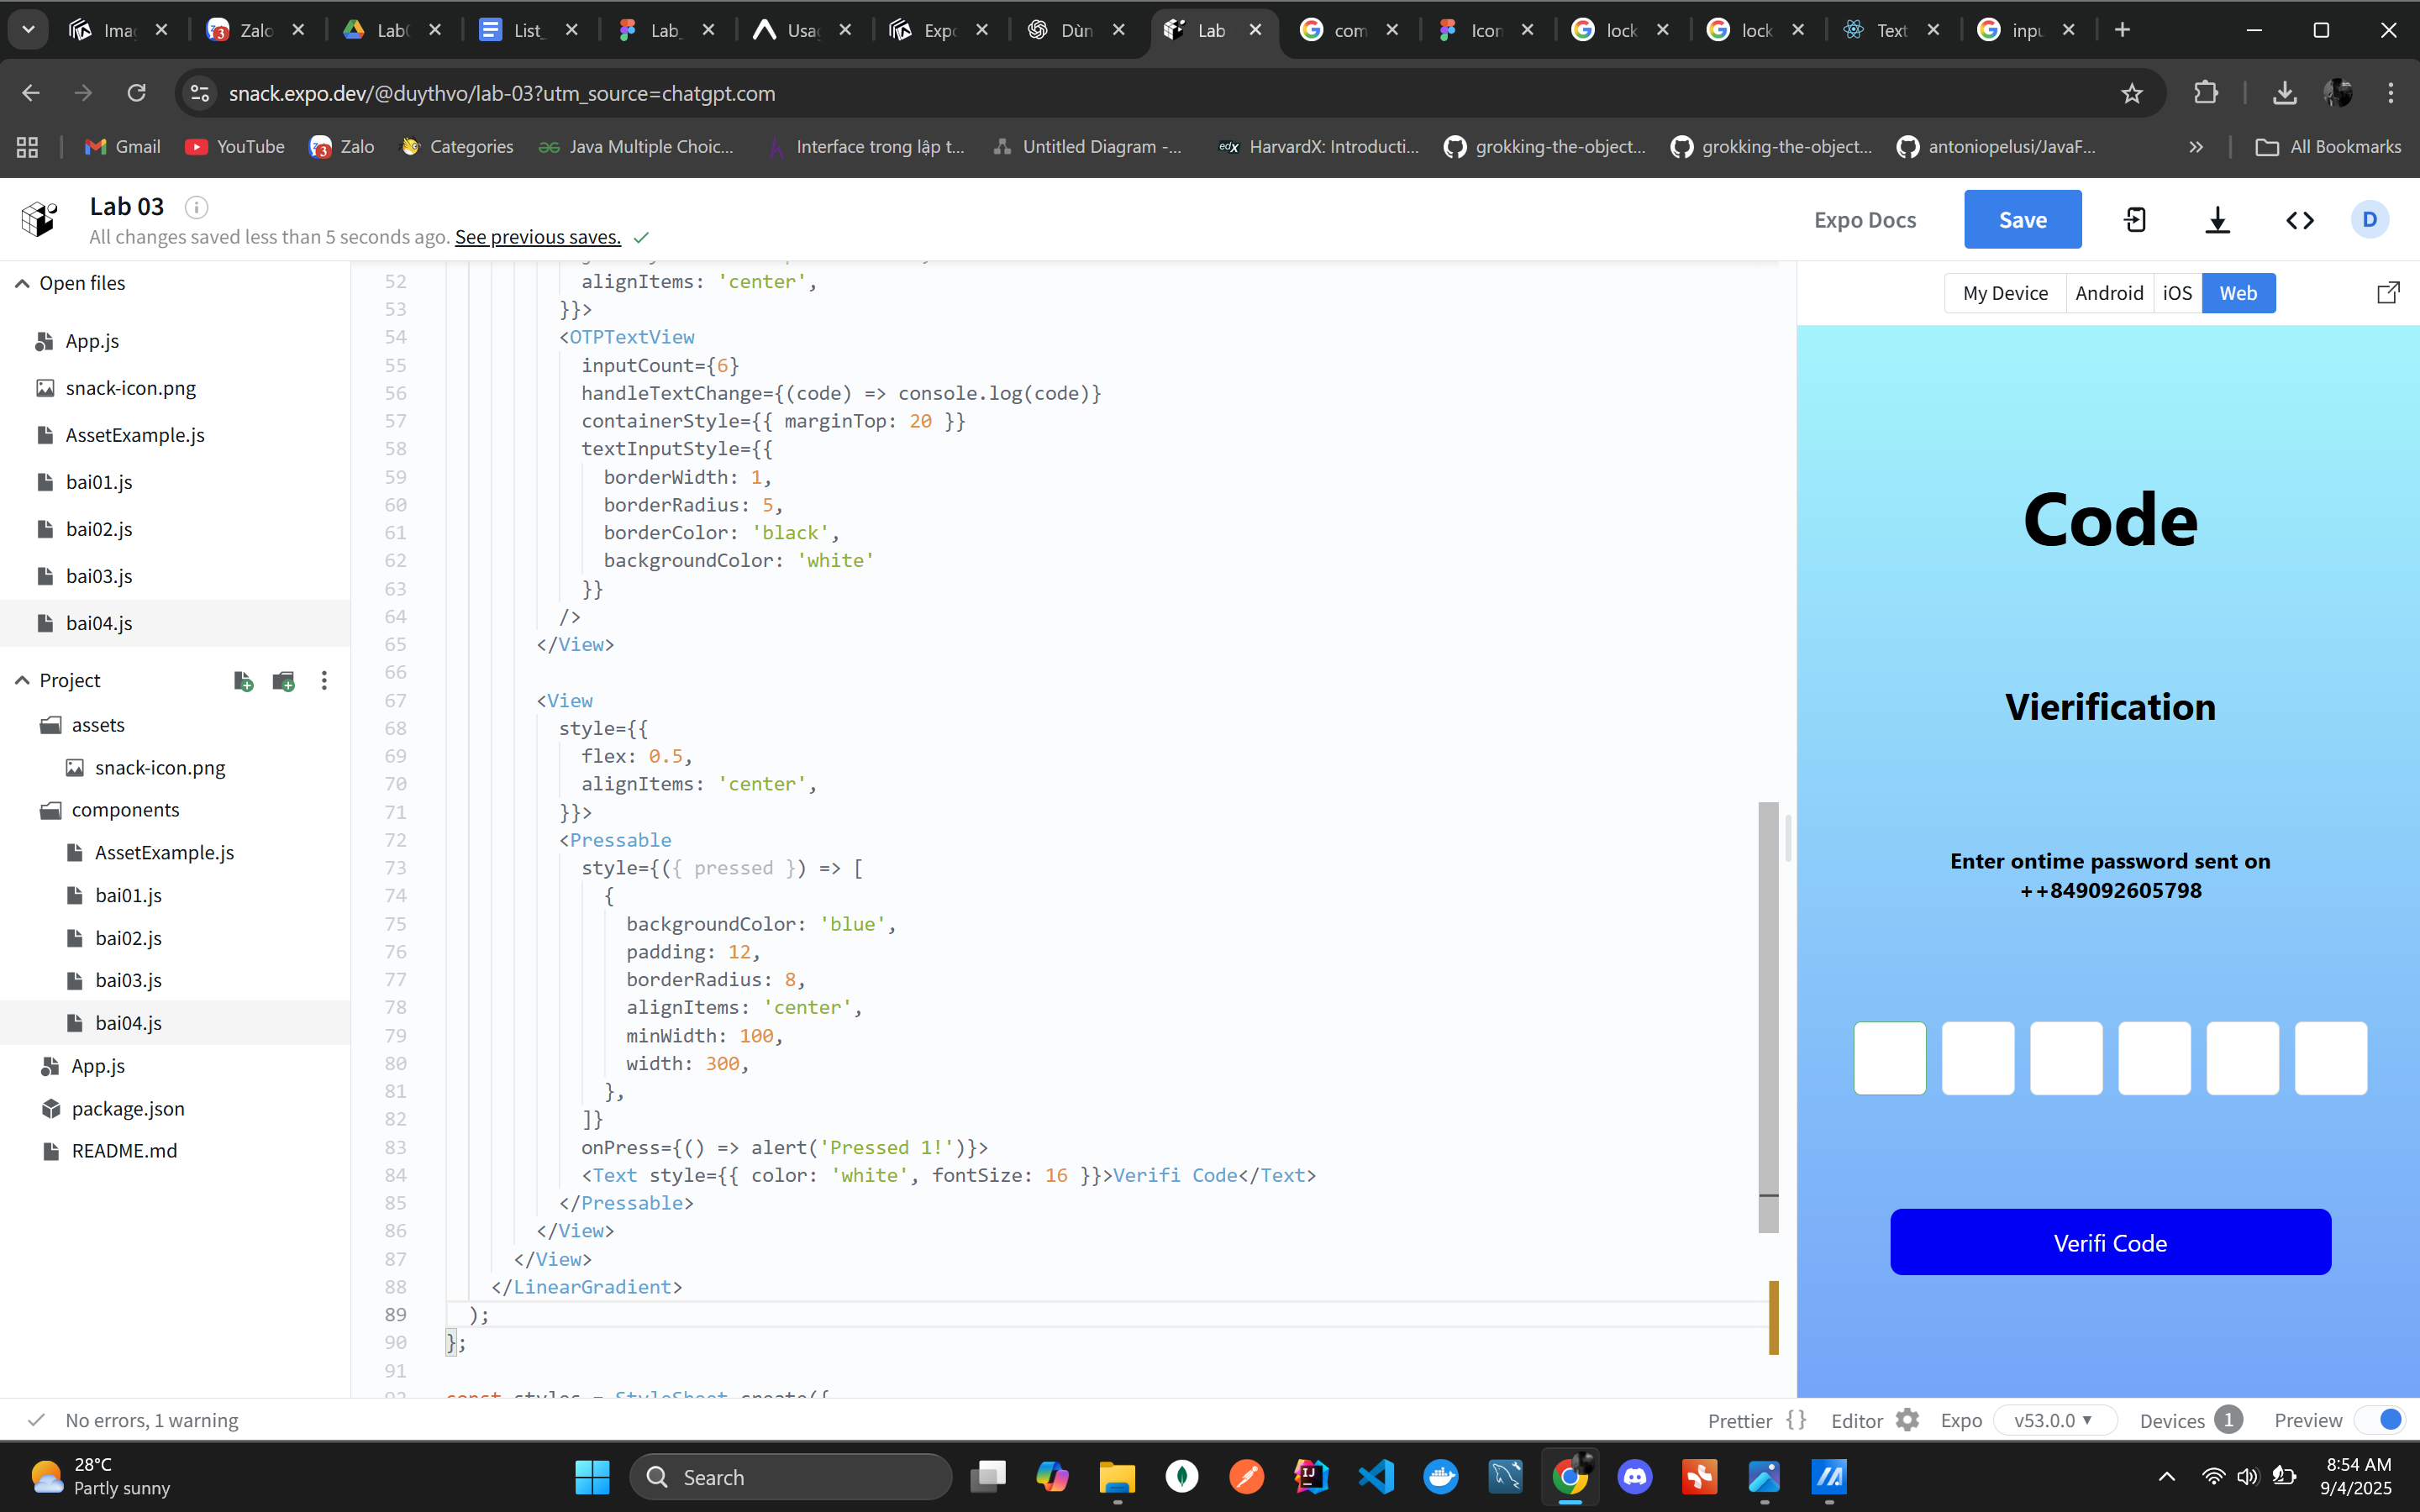 Imag
Zalo
Lab0
List_
Lab_
Usag
Expo
Dùn
Lab
com
Icon
lock
lock
Text
inpu
snack.expo.dev/@duythvo/lab-03?utm_source=chatgpt.com
Gmail
YouTube
Zalo
Categories
Java Multiple Choic...
Interface trong lập t...
Untitled Diagram -...
edX
HarvardX: Introducti...
grokking-the-object...
grokking-the-object...
antoniopelusi/JavaF...
All Bookmarks
Lab 03
All changes saved less than 5 seconds ago. See previous saves.
Expo Docs
Save
D
Open files
App.js
snack-icon.png
AssetExample.js
bai01.js
bai02.js
bai03.js
bai04.js
Project
assets
snack-icon.png
components
AssetExample.js
bai01.js
bai02.js
bai03.js
bai04.js
App.js
package.json
README.md
52 alignItems: 'center',
53 }}>
54 <OTPTextView
55 inputCount={6}
56 handleTextChange={(code) => console.log(code)}
57 containerStyle={{ marginTop: 20 }}
58 textInputStyle={{
59 borderWidth: 1,
60 borderRadius: 5,
61 borderColor: 'black',
62 backgroundColor: 'white'
63 }}
64 />
65 </View>
66
67 <View
68 style={{
69 flex: 0.5,
70 alignItems: 'center',
71 }}>
72 <Pressable
73 style={({ pressed }) => [
74 {
75 backgroundColor: 'blue',
76 padding: 12,
77 borderRadius: 8,
78 alignItems: 'center',
79 minWidth: 100,
80 width: 300,
81 },
82 ]}
83 onPress={() => alert('Pressed 1!')}>
84 <Text style={{ color: 'white', fontSize: 16 }}>Verifi Code</Text>
85 </Pressable>
86 </View>
87 </View>
88 </LinearGradient>
89 );
90 };
91
92 const styles = StyleSheet.create({
My Device
Android
iOS
Web
Code
Vierification
Enter ontime password sent on
++849092605798
Verifi Code
No errors, 1 warning
Prettier {}
Editor
Expo
v53.0.0
Devices 1
Preview
28°C
Partly sunny
Search
8:54 AM
9/4/2025